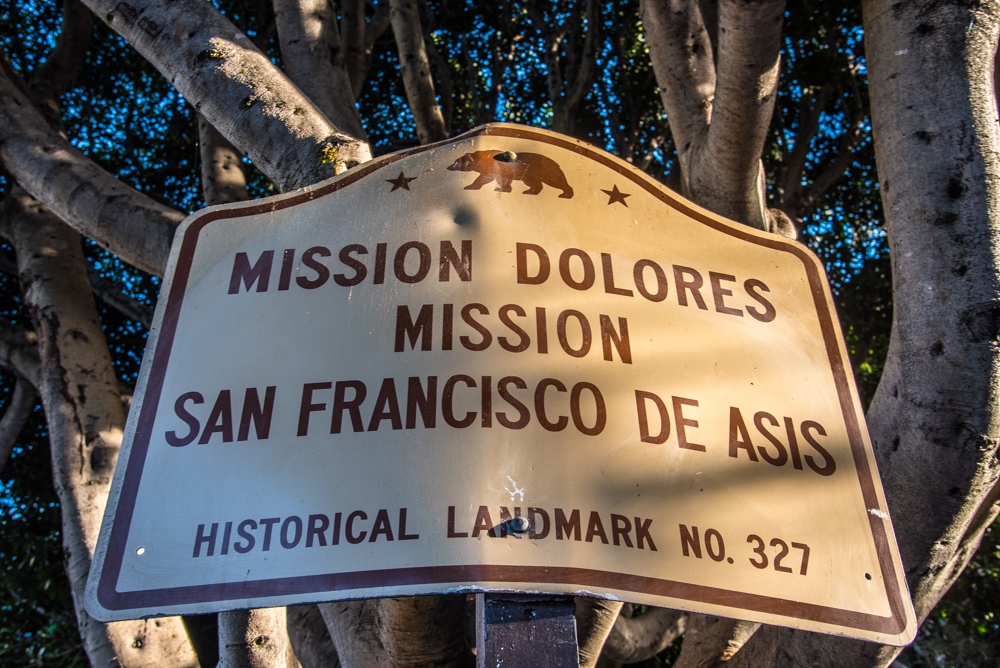 MISSION DOLORES
MISSION
SAN FRANCISCO DE ASIS
HISTORICAL LANDMARK NO. 327